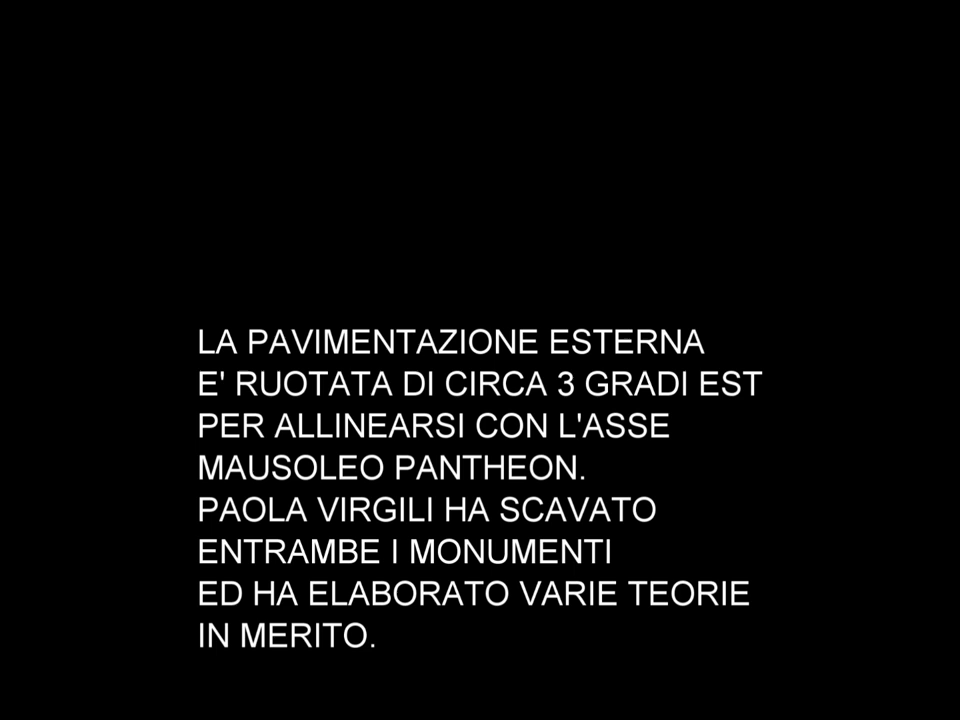 LA PAVIMENTAZIONE ESTERNA
E' RUOTATA DI CIRCA 3 GRADI EST
PER ALLINEARSI CON L'ASSE
MAUSOLEO PANTHEON.
PAOLA VIRGILI HA SCAVATO
ENTRAMBE I MONUMENTI
ED HA ELABORATO VARIE TEORIE
IN MERITO.